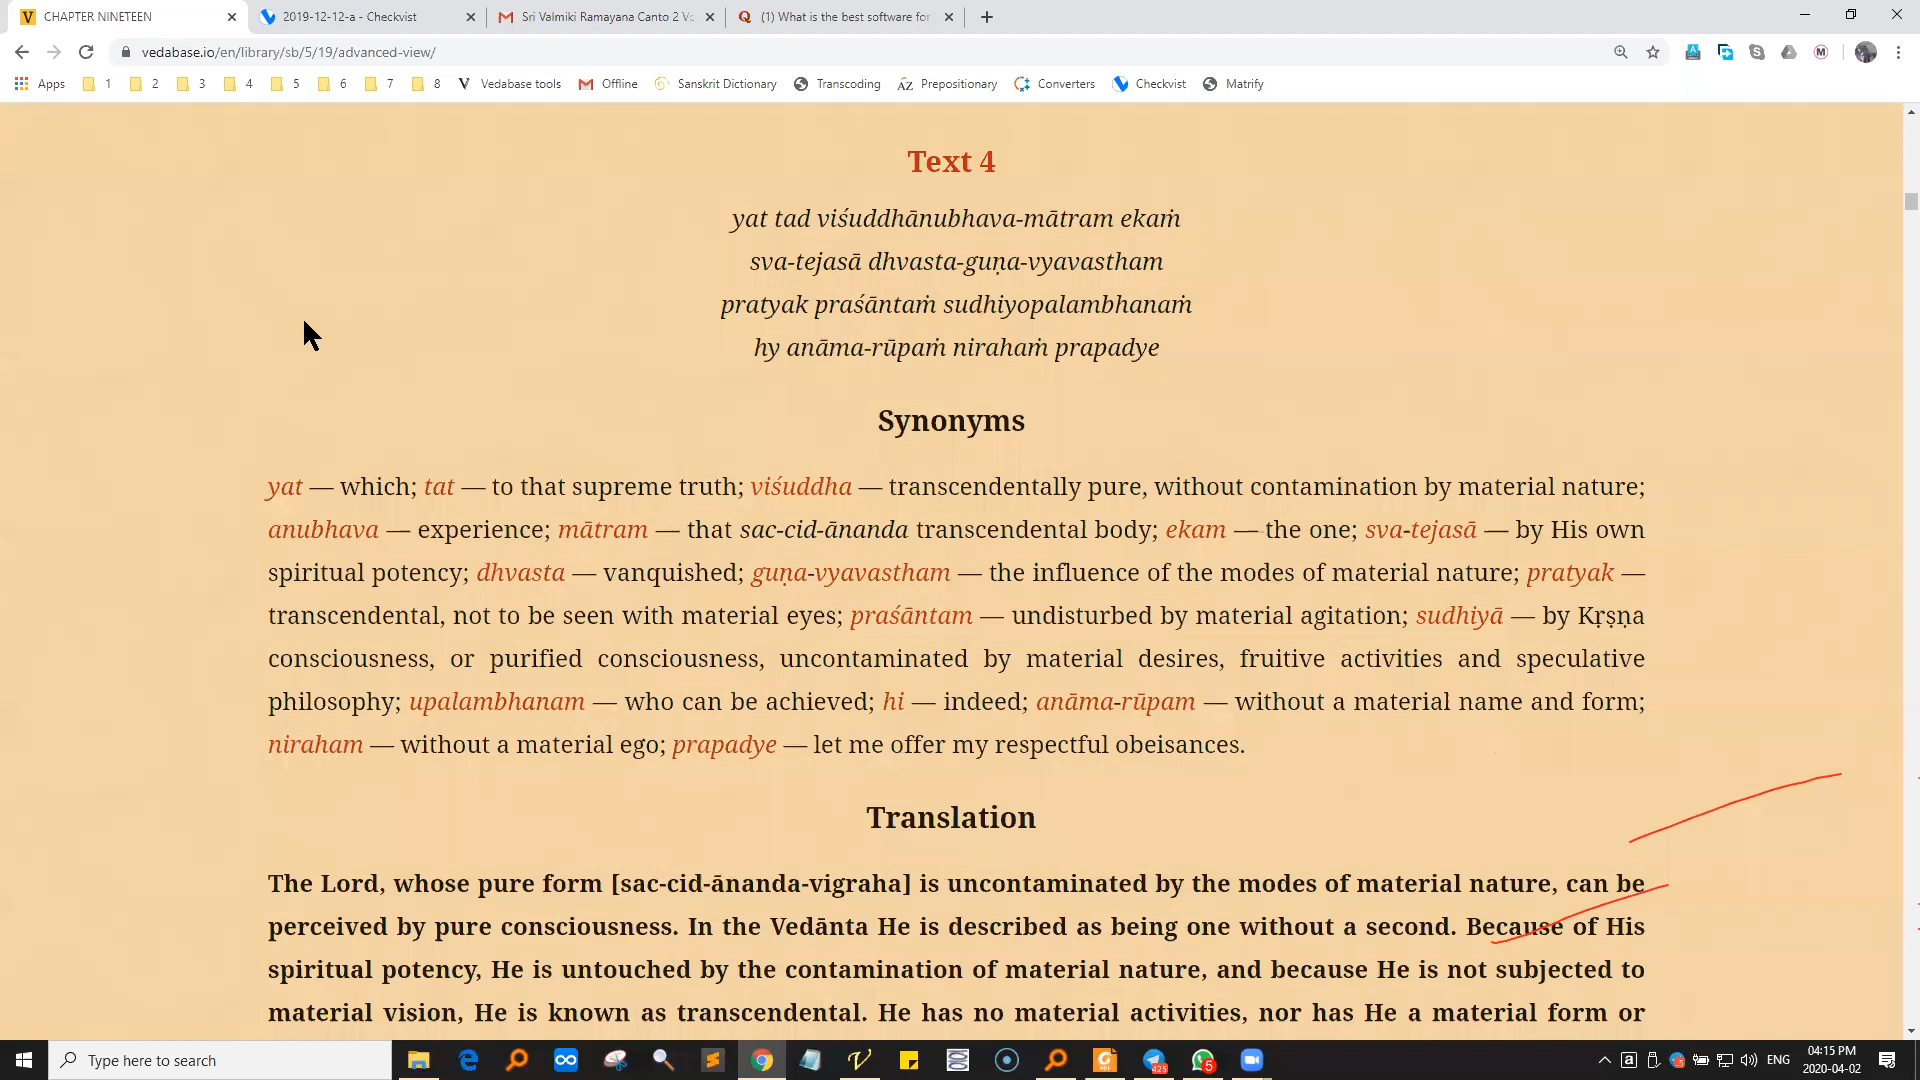 CHAPTER NINETEEN
2019-12-12-a - Checkvist
Sri Valmiki Ramayana Canto 2 Vo
(1) What is the best software for
vedabase.io/en/library/sb/5/19/advanced-view/
Apps 1 2 3 4 5 6 7 8 Vedabase tools Offline Sanskrit Dictionary Transcoding Prepositionary Converters Checkvist Matrify
Text 4
yat tad viśuddhānubhava-mātram ekaṁ
sva-tejasā dhvasta-guṇa-vyavastham
pratyak praśāntaṁ sudhiyopalambhanaṁ
hy anāma-rūpaṁ nirahaṁ prapadye
Synonyms
yat — which; tat — to that supreme truth; viśuddha — transcendentally pure, without contamination by material nature;
anubhava — experience; mātram — that sac-cid-ānanda transcendental body; ekam — the one; sva-tejasā — by His own
spiritual potency; dhvasta — vanquished; guṇa-vyavastham — the influence of the modes of material nature; pratyak —
transcendental, not to be seen with material eyes; praśāntam — undisturbed by material agitation; sudhiyā — by Kṛṣṇa
consciousness, or purified consciousness, uncontaminated by material desires, fruitive activities and speculative
philosophy; upalambhanam — who can be achieved; hi — indeed; anāma-rūpam — without a material name and form;
niraham — without a material ego; prapadye — let me offer my respectful obeisances.
Translation
The Lord, whose pure form [sac-cid-ānanda-vigraha] is uncontaminated by the modes of material nature, can be
perceived by pure consciousness. In the Vedānta He is described as being one without a second. Because of His
spiritual potency, He is untouched by the contamination of material nature, and because He is not subjected to
material vision, He is known as transcendental. He has no material activities, nor has He a material form or
Type here to search
425
5
ENG
04:15 PM
2020-04-02